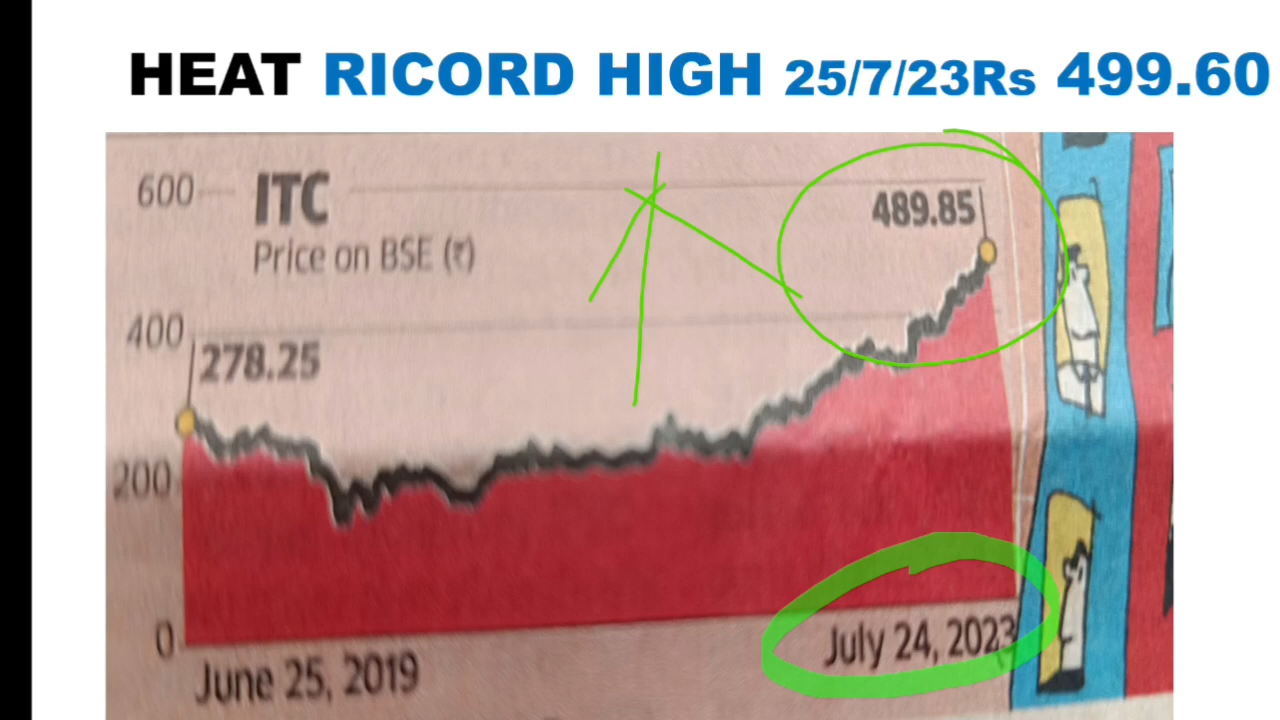 HEAT RICORD HIGH 25/7/23Rs 499.60
600
ITC
489.85
Price on BSE (₹)
400
278.25
200
0
July 24, 2023
June 25, 2019